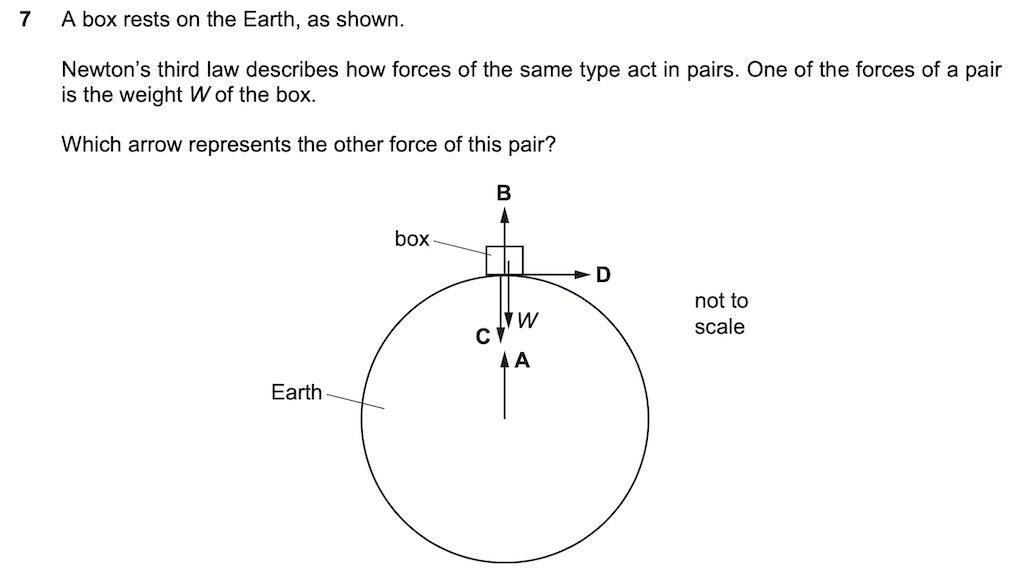 7 A box rests on the Earth, as shown.
Newton's third law describes how forces of the same type act in pairs. One of the forces of a pair
is the weight W of the box.
Which arrow represents the other force of this pair?
B
box
D
not to
scale
W
C
A
Earth